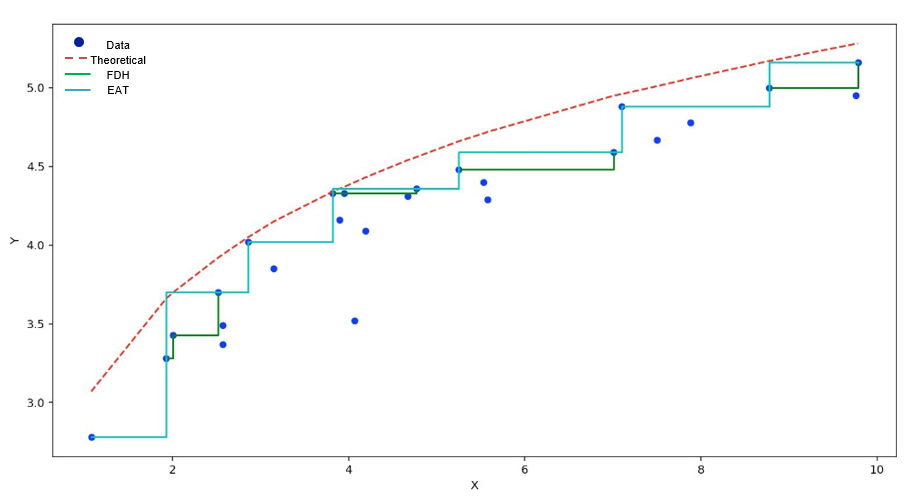 Data
Theoretical
FDH
EAT
5.0
4.5
4.0
3.5
3.0
Y
2 4 6 8 10
X